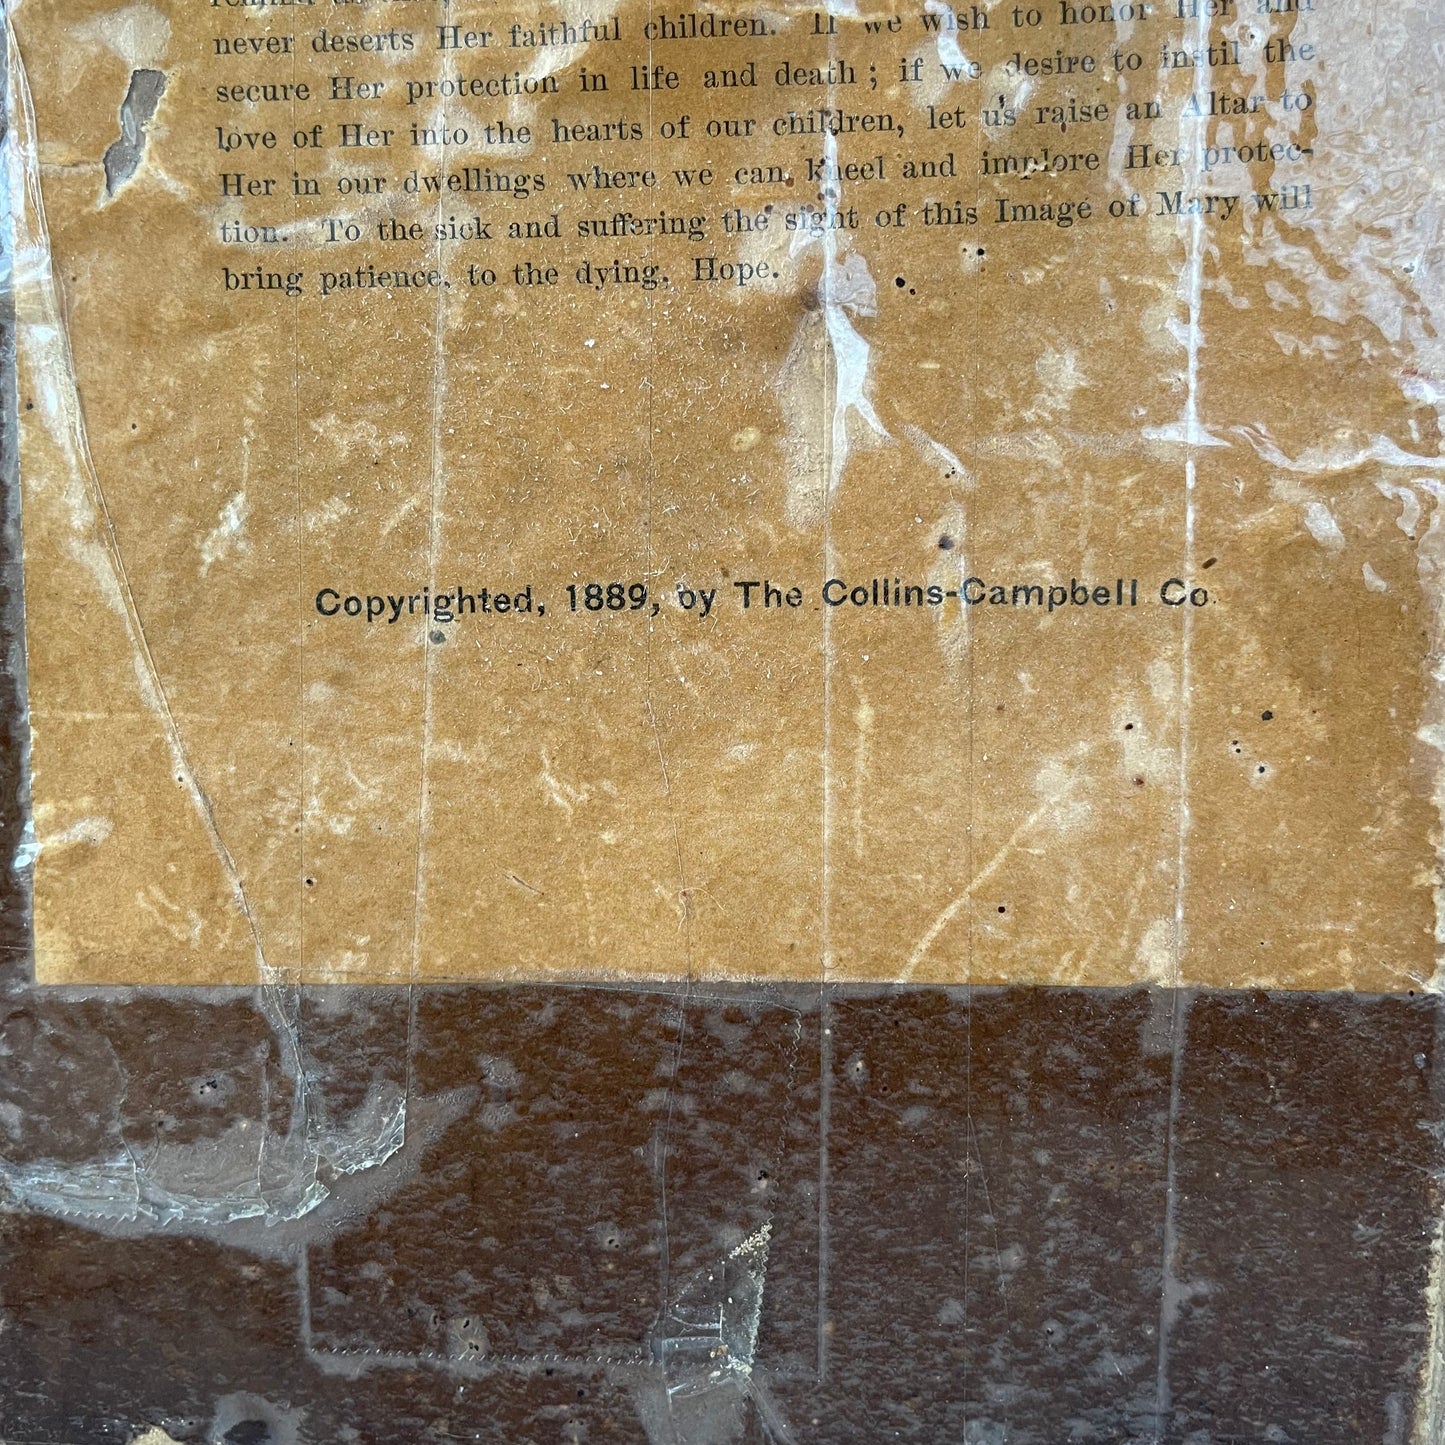 never deserts Her faithful children. If we wish to honor Her and
secure Her protection in life and death ; if we desire to instil the
love of Her into the hearts of our children, let us raise an Altar to
Her in our dwellings where we can kneel and implore Her protec-
tion. To the sick and suffering the sight of this Image of Mary will
bring patience, to the dying, Hope.
Copyrighted, 1889, by The Collins-Campbell Co.